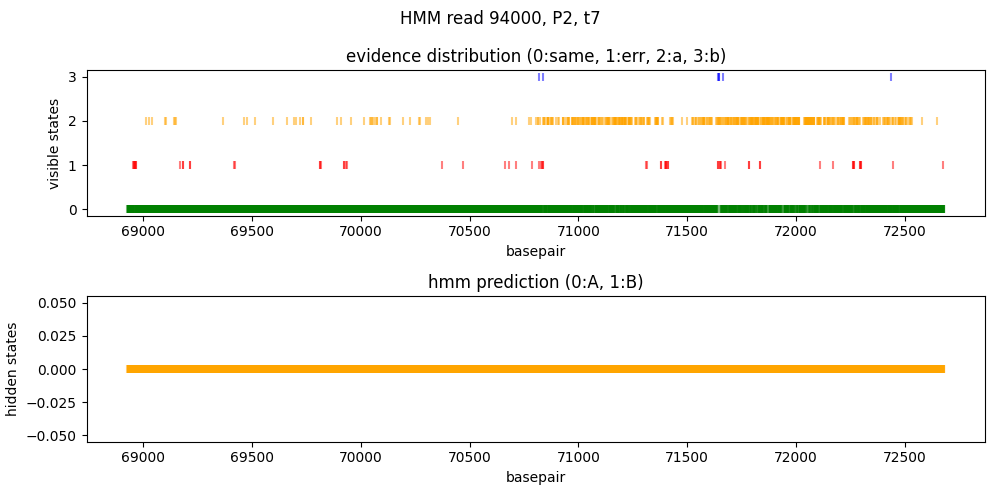 HMM read 94000, P2, t7
evidence distribution (0:same, 1:err, 2:a, 3:b)
visible states
3
2
1
0
69000 69500 70000 70500 71000 71500 72000 72500
basepair
hmm prediction (0:A, 1:B)
hidden states
0.050
0.025
0.000
−0.025
−0.050
69000 69500 70000 70500 71000 71500 72000 72500
basepair